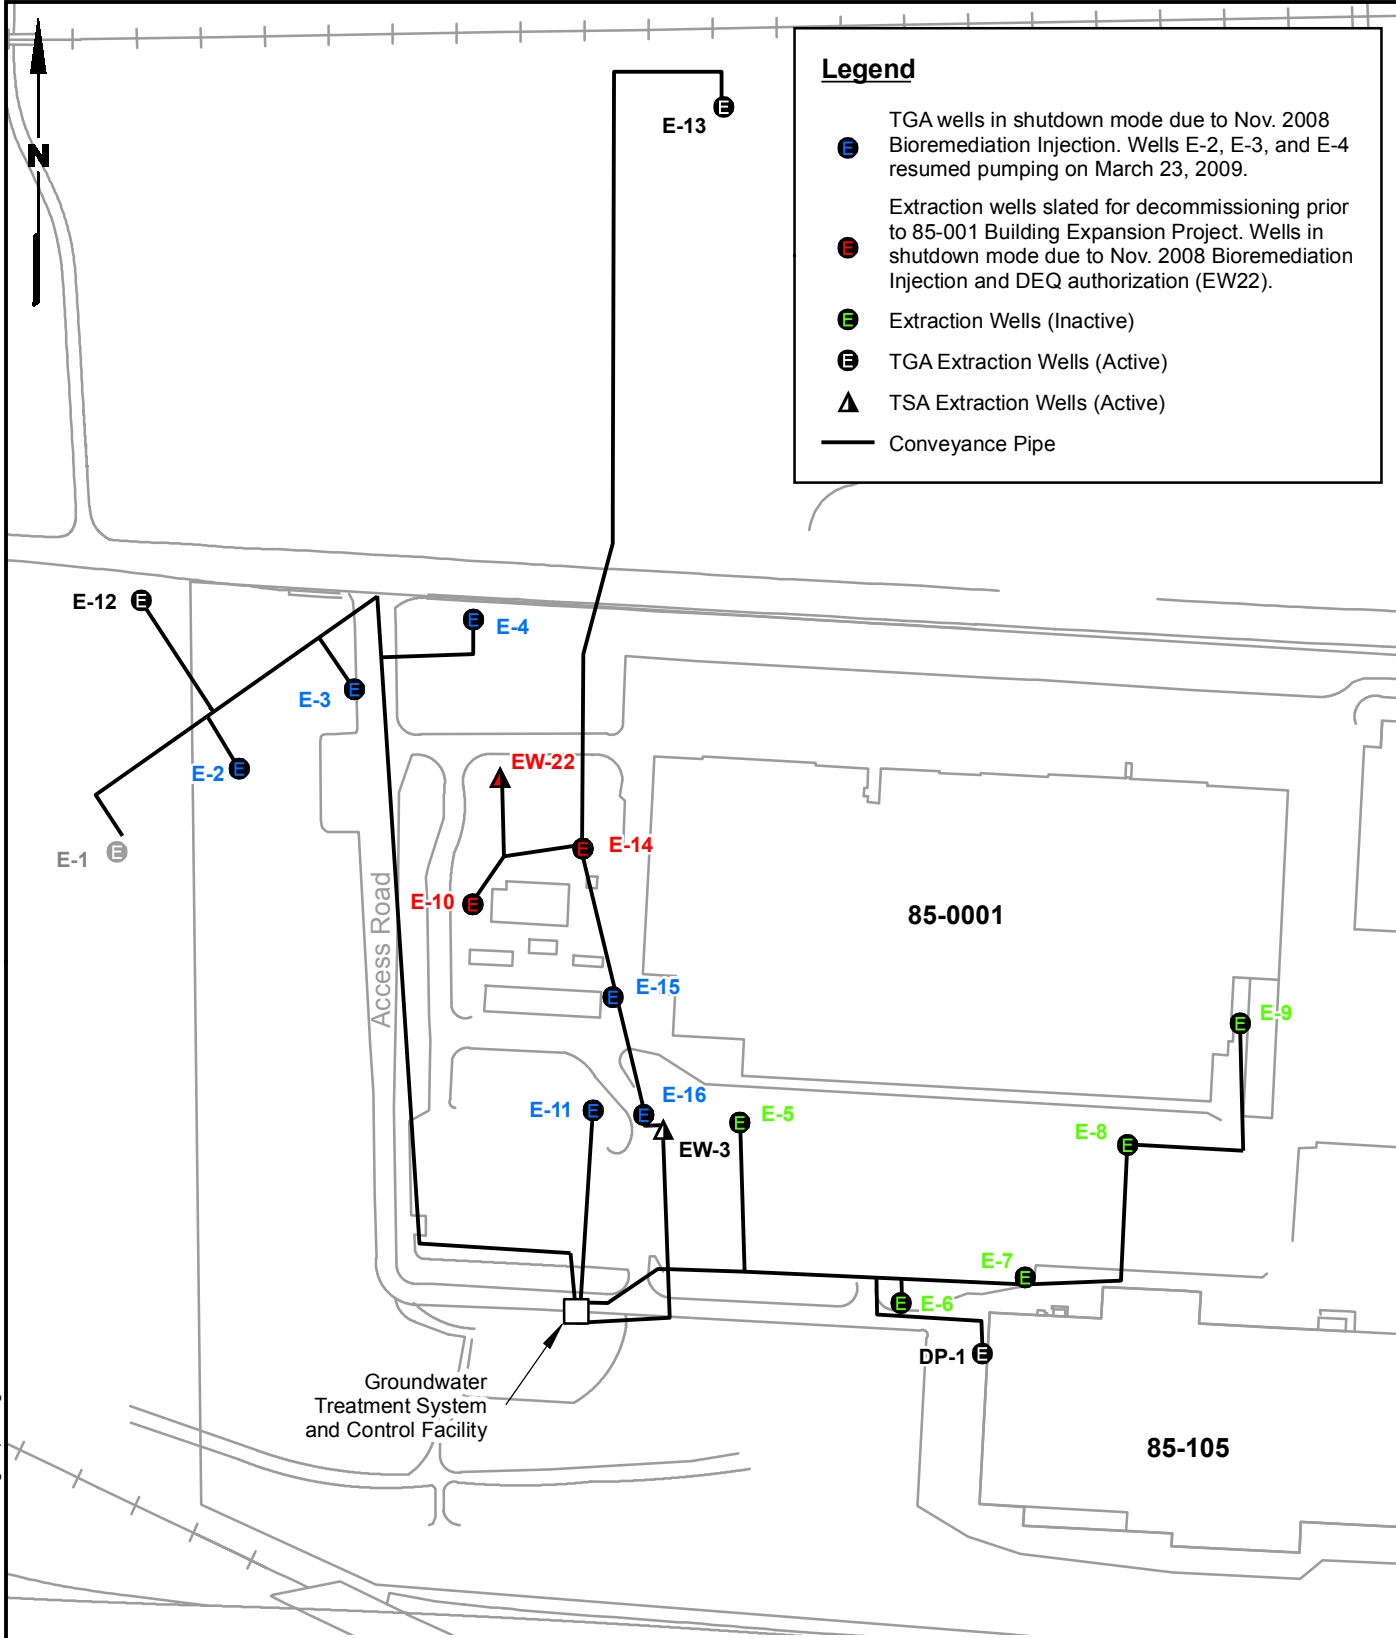 Legend
TGA wells in shutdown mode due to Nov. 2008
Bioremediation Injection. Wells E-2, E-3, and E-4
resumed pumping on March 23, 2009.
Extraction wells slated for decommissioning prior
to 85-001 Building Expansion Project. Wells in
shutdown mode due to Nov. 2008 Bioremediation
Injection and DEQ authorization (EW22).
Extraction Wells (Inactive)
TGA Extraction Wells (Active)
TSA Extraction Wells (Active)
Conveyance Pipe
N
E-13
E-12
E-4
E-3
E-2
EW-22
E-1
E-14
E-10
85-0001
Access Road
E-15
E-9
E-16
E-11
E-5
E-8
EW-3
E-7
E-6
DP-1
Groundwater
Treatment System
and Control Facility
85-105